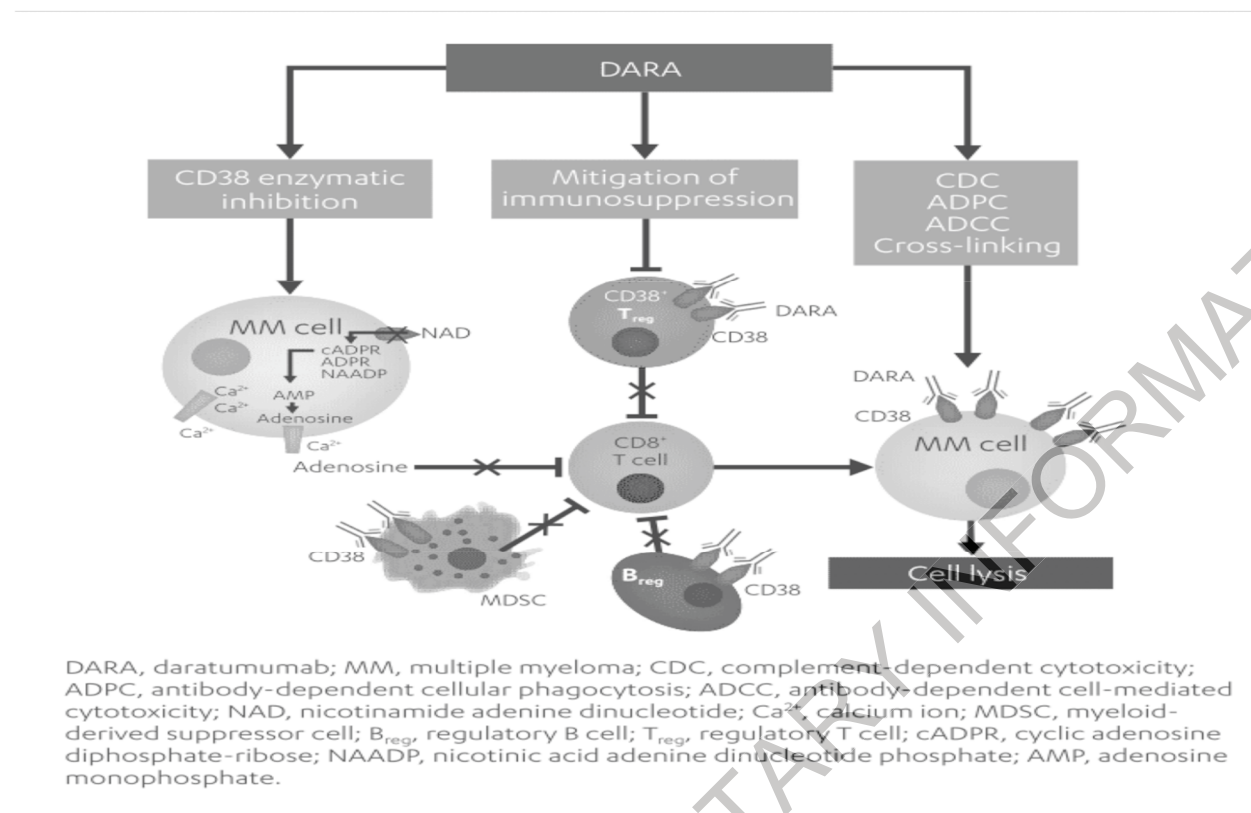 DARA
CD38 enzymatic
inhibition
Mitigation of
immunosuppression
CDC
ADPC
ADCC
Cross-linking
MM cell
NAD
cADPR
ADPR
NAADP
AMP
Adenosine
Ca²⁺
Ca²⁺
Ca²⁺
Ca²⁺
Adenosine
CD38⁺
Treg
DARA
CD38
CD8⁺
T cell
CD38
MDSC
Breg
CD38
DARA
CD38
MM cell
Cell lysis
DARA, daratumumab; MM, multiple myeloma; CDC, complement-dependent cytotoxicity;
ADPC, antibody-dependent cellular phagocytosis; ADCC, antibody-dependent cell-mediated
cytotoxicity; NAD, nicotinamide adenine dinucleotide; Ca²⁺, calcium ion; MDSC, myeloid-
derived suppressor cell; Breg, regulatory B cell; Treg, regulatory T cell; cADPR, cyclic adenosine
diphosphate-ribose; NAADP, nicotinic acid adenine dinucleotide phosphate; AMP, adenosine
monophosphate.
TARY INFORMAT